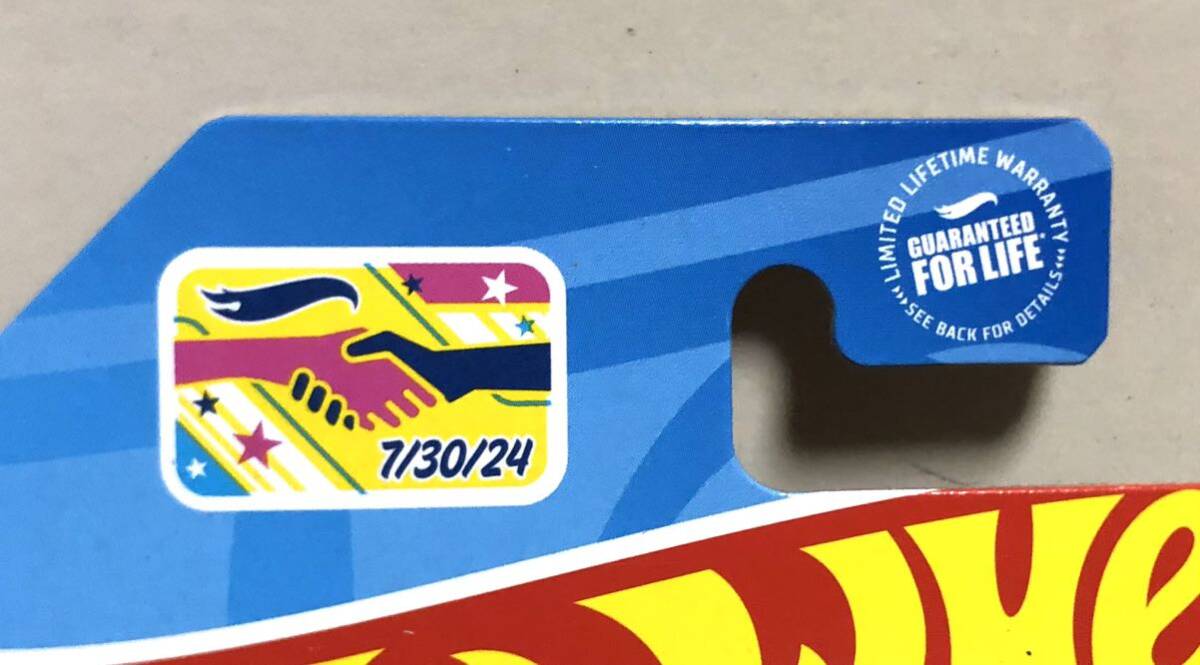 LIMITED LIFETIME WARRANTY
GUARANTEED
FOR LIFE*
>>>SEE BACK FOR DETAILS<<<
7/30/24